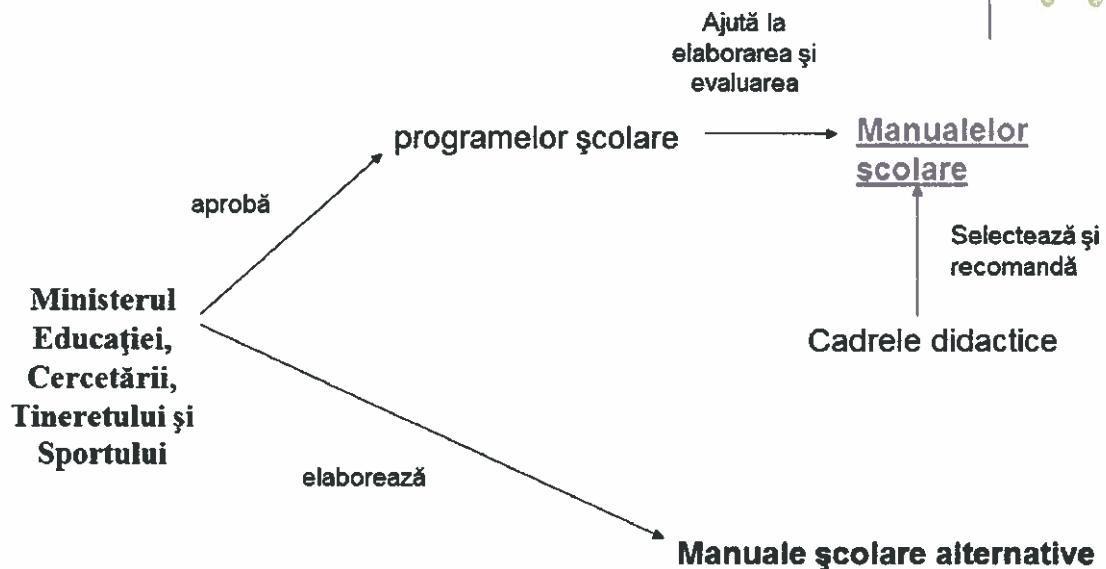 Ajută la
elaborarea şi
evaluarea
programelor şcolare
Manualelor
şcolare
aprobă
Selectează şi
recomandă
Ministerul
Educaţiei,
Cercetării,
Tineretului şi
Sportului
Cadrele didactice
elaborează
Manuale şcolare alternative